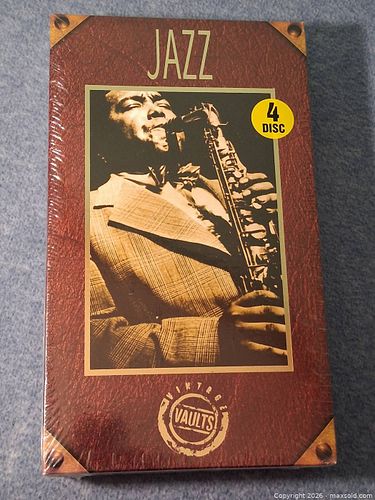 JAZZ
4
DISC
VINTAGE
VAULTS
Copyright 2026 - maxsold.com